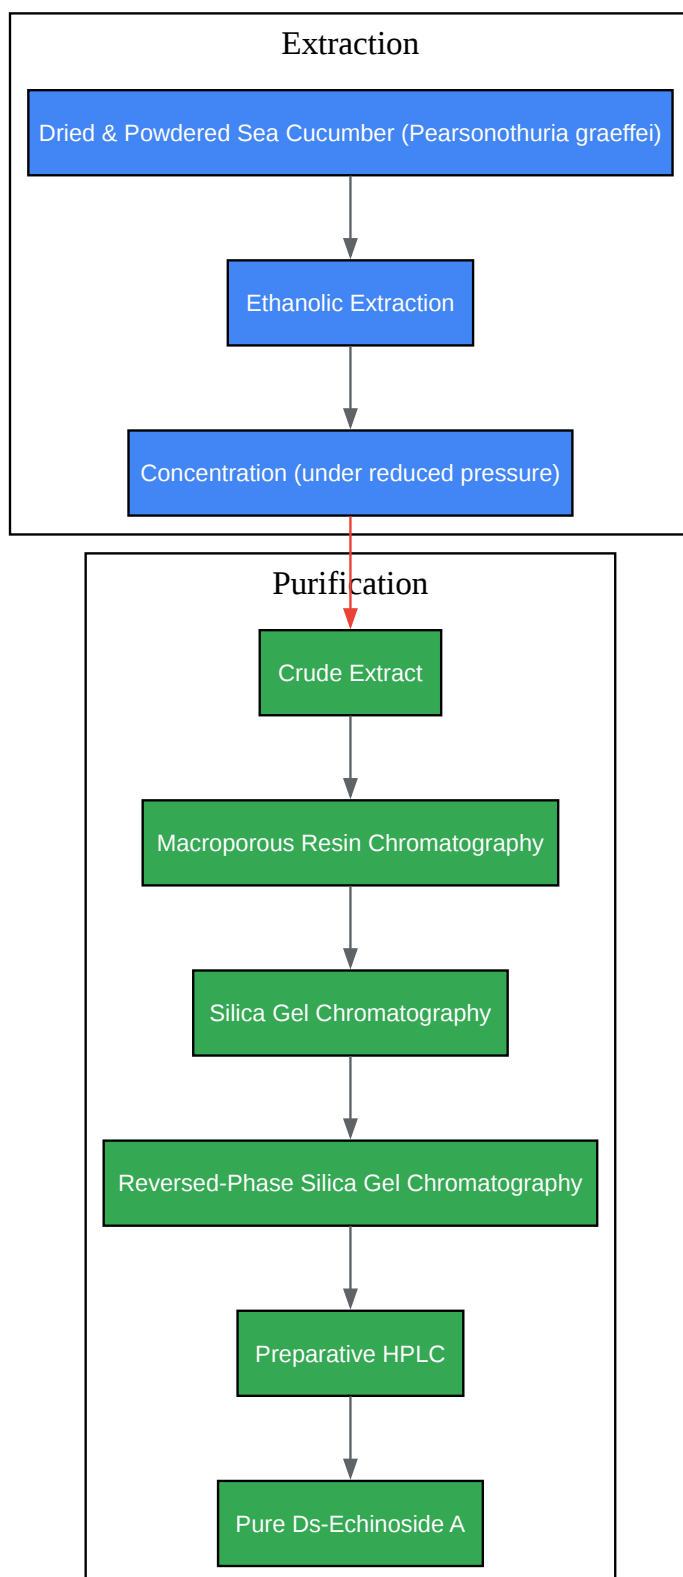 Extraction
Dried & Powdered Sea Cucumber (Pearsonothuria graeffei)
Ethanolic Extraction
Concentration (under reduced pressure)
Purification
Crude Extract
Macroporous Resin Chromatography
Silica Gel Chromatography
Reversed-Phase Silica Gel Chromatography
Preparative HPLC
Pure Ds-Echinoside A